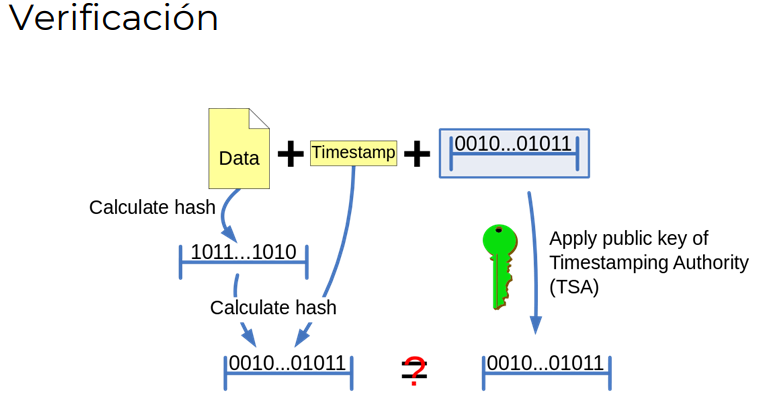 Verificación
Data
+
Timestamp
+
0010...01011
Calculate hash
1011...1010
Apply public key of
Timestamping Authority
(TSA)
Calculate hash
0010...01011
=
?
0010...01011